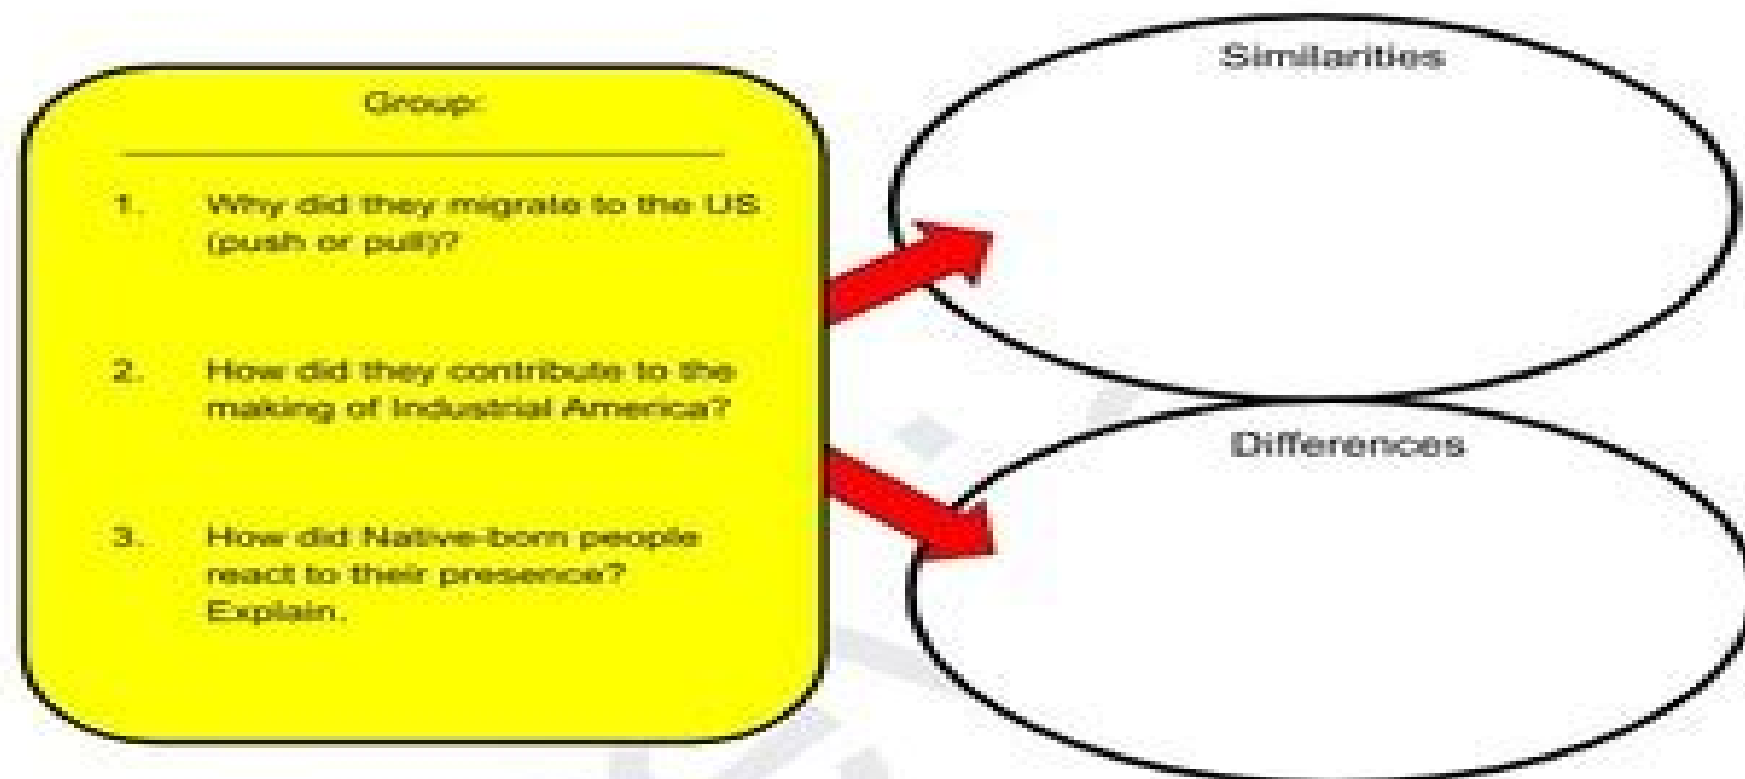 Group:
1. Why did they migrate to the US
(push or pull)?
2. How did they contribute to the
making of Industrial America?
3. How did Native-born people
react to their presence?
Explain.
Similarities
Differences